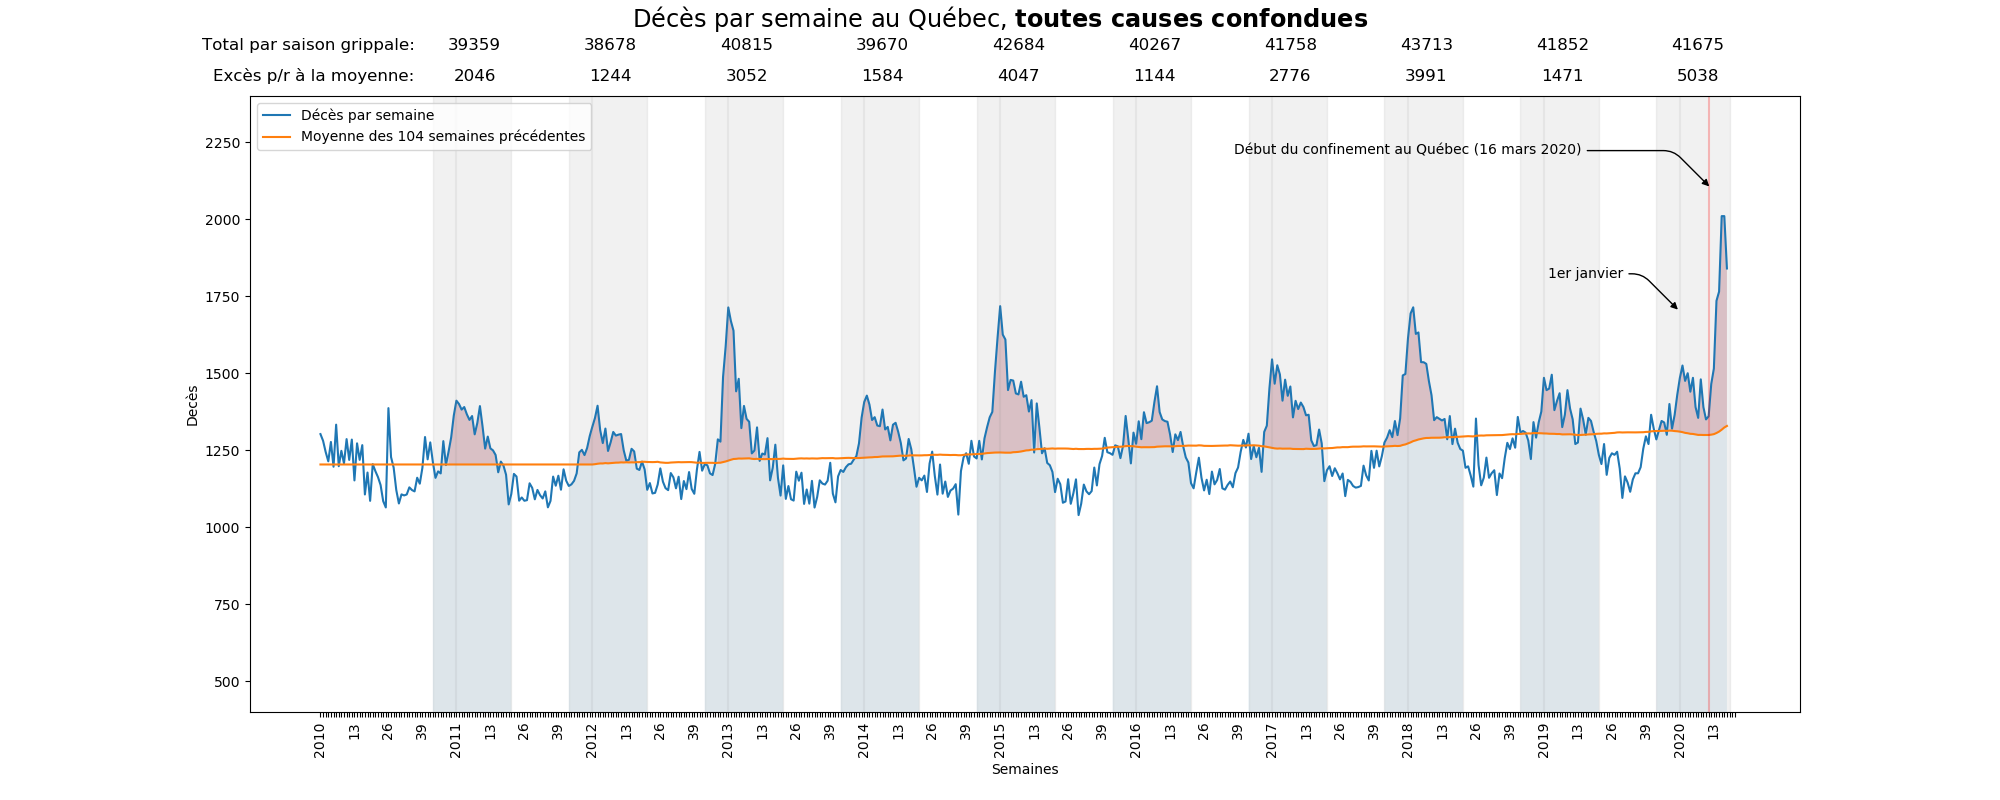 Décès par semaine au Québec, toutes causes confondues
Total par saison grippale: 39359 38678 40815 39670 42684 40267 41758 43713 41852 41675
Excès p/r à la moyenne: 2046 1244 3052 1584 4047 1144 2776 3991 1471 5038
Décès par semaine
Moyenne des 104 semaines précédentes
Début du confinement au Québec (16 mars 2020)
1er janvier
2250
2000
1750
1500
1250
1000
750
500
Decès
2010 13 26 39 2011 13 26 39 2012 13 26 39 2013 13 26 39 2014 13 26 39 2015 13 26 39 2016 13 26 39 2017 13 26 39 2018 13 26 39 2019 13 26 39 2020 13
Semaines